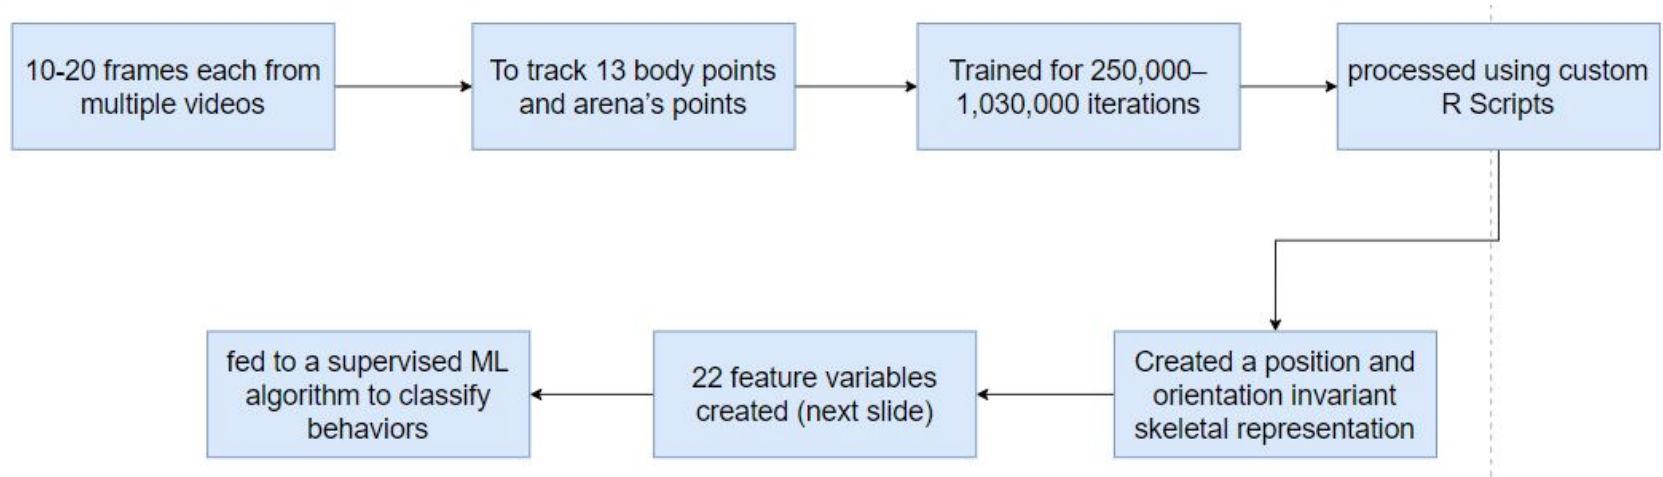 10-20 frames each from
multiple videos
To track 13 body points
and arena’s points
Trained for 250,000–
1,030,000 iterations
processed using custom
R Scripts
Created a position and
orientation invariant
skeletal representation
22 feature variables
created (next slide)
fed to a supervised ML
algorithm to classify
behaviors